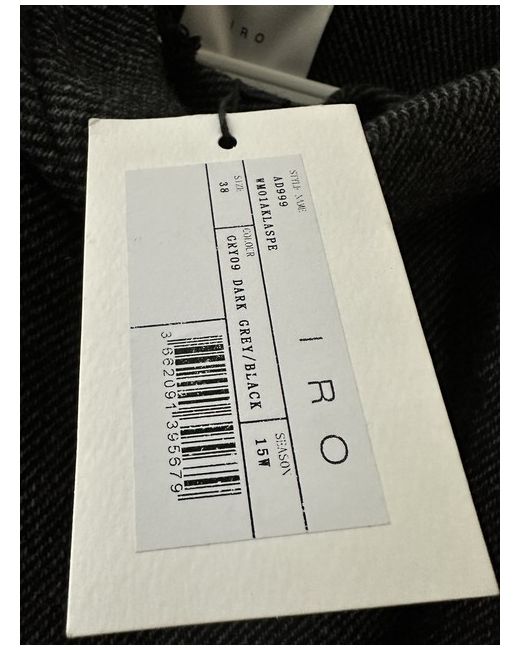 IRO
IRO
STYLE NAME
AD999
WM01AKLASPE
SIZE
38
COLOUR
GRY09 DARK GREY/BLACK
SEASON
15W
3662091395679